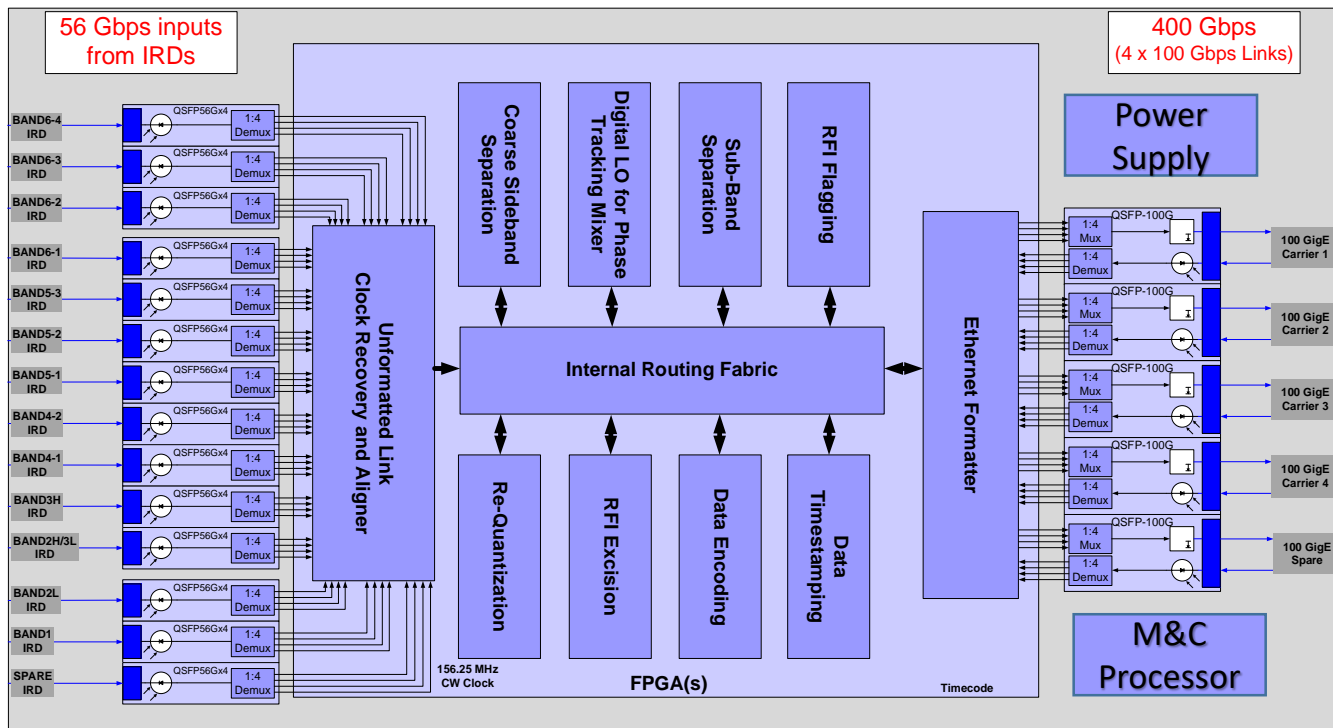 56 Gbps inputs
from IRDs
400 Gbps
(4 x 100 Gbps Links)
Power
Supply
M&C
Processor
BAND6-4
IRD
QSFP56Gx4
1:4
Demux
BAND6-3
IRD
QSFP56Gx4
1:4
Demux
BAND6-2
IRD
QSFP56Gx4
1:4
Demux
BAND6-1
IRD
QSFP56Gx4
1:4
Demux
BAND5-3
IRD
QSFP56Gx4
1:4
Demux
BAND5-2
IRD
QSFP56Gx4
1:4
Demux
BAND5-1
IRD
QSFP56Gx4
1:4
Demux
BAND4-2
IRD
QSFP56Gx4
1:4
Demux
BAND4-1
IRD
QSFP56Gx4
1:4
Demux
BAND3H
IRD
QSFP56Gx4
1:4
Demux
BAND2H/3L
IRD
QSFP56Gx4
1:4
Demux
BAND2L
IRD
QSFP56Gx4
1:4
Demux
BAND1
IRD
QSFP56Gx4
1:4
Demux
SPARE
IRD
QSFP56Gx4
1:4
Demux
Unformatted Link
Clock Recovery and Aligner
Coarse Sideband
Separation
Digital LO for Phase
Tracking Mixer
Sub-Band
Separation
RFI Flagging
Internal Routing Fabric
Re-Quantization
RFI Excision
Data Encoding
Data
Timestamping
Ethernet Formatter
156.25 MHz
CW Clock
FPGA(s)
Timecode
QSFP-100G
1:4
Mux
1:4
Demux
100 GigE
Carrier 1
QSFP-100G
1:4
Mux
1:4
Demux
100 GigE
Carrier 2
QSFP-100G
1:4
Mux
1:4
Demux
100 GigE
Carrier 3
QSFP-100G
1:4
Mux
1:4
Demux
100 GigE
Carrier 4
QSFP-100G
1:4
Mux
1:4
Demux
100 GigE
Spare